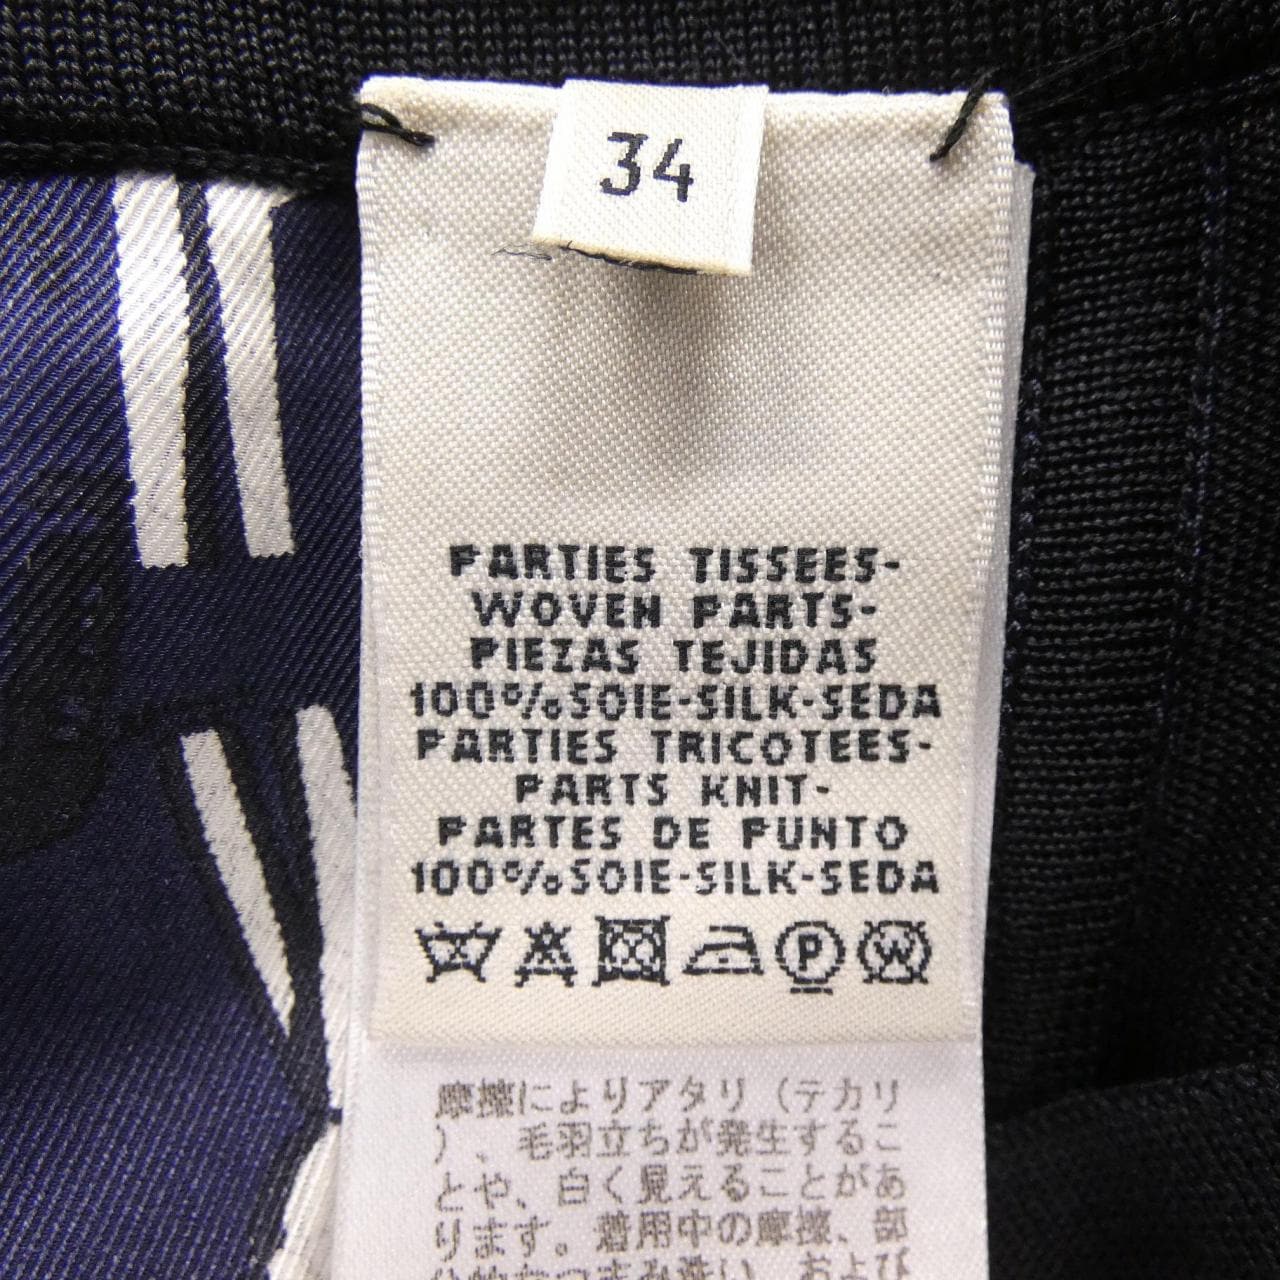 34
PARTIES TISSEES-
WOVEN PARTS-
PIEZAS TEJIDAS
100%SOIE-SILK-SEDA
PARTIES TRICOTEES-
PARTS KNIT-
PARTES DE PUNTO
100%SOIE-SILK-SEDA
P W
摩擦によりアタリ（テカリ
）、毛羽立ちが発生するこ
とや、白く見えることがあ
ります。着用中の摩擦、部